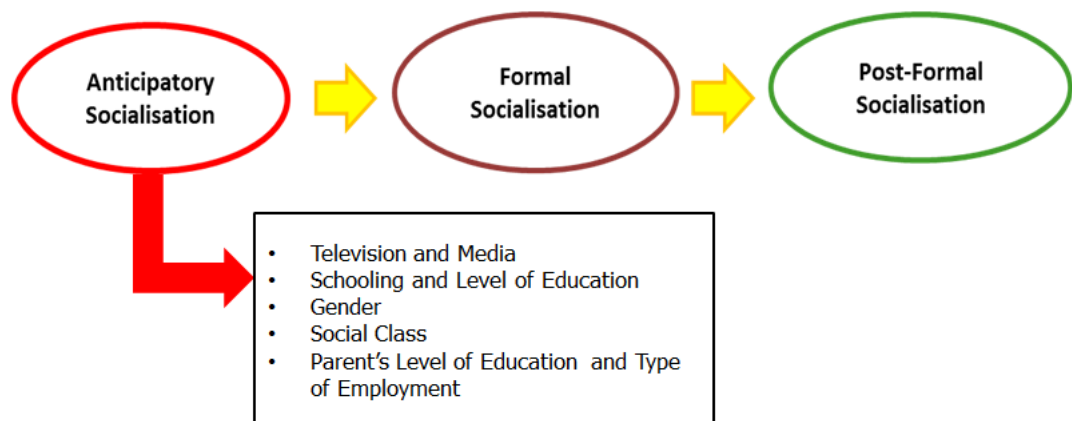 Anticipatory
Socialisation
Formal
Socialisation
Post-Formal
Socialisation
• Television and Media
• Schooling and Level of Education
• Gender
• Social Class
• Parent's Level of Education and Type
of Employment